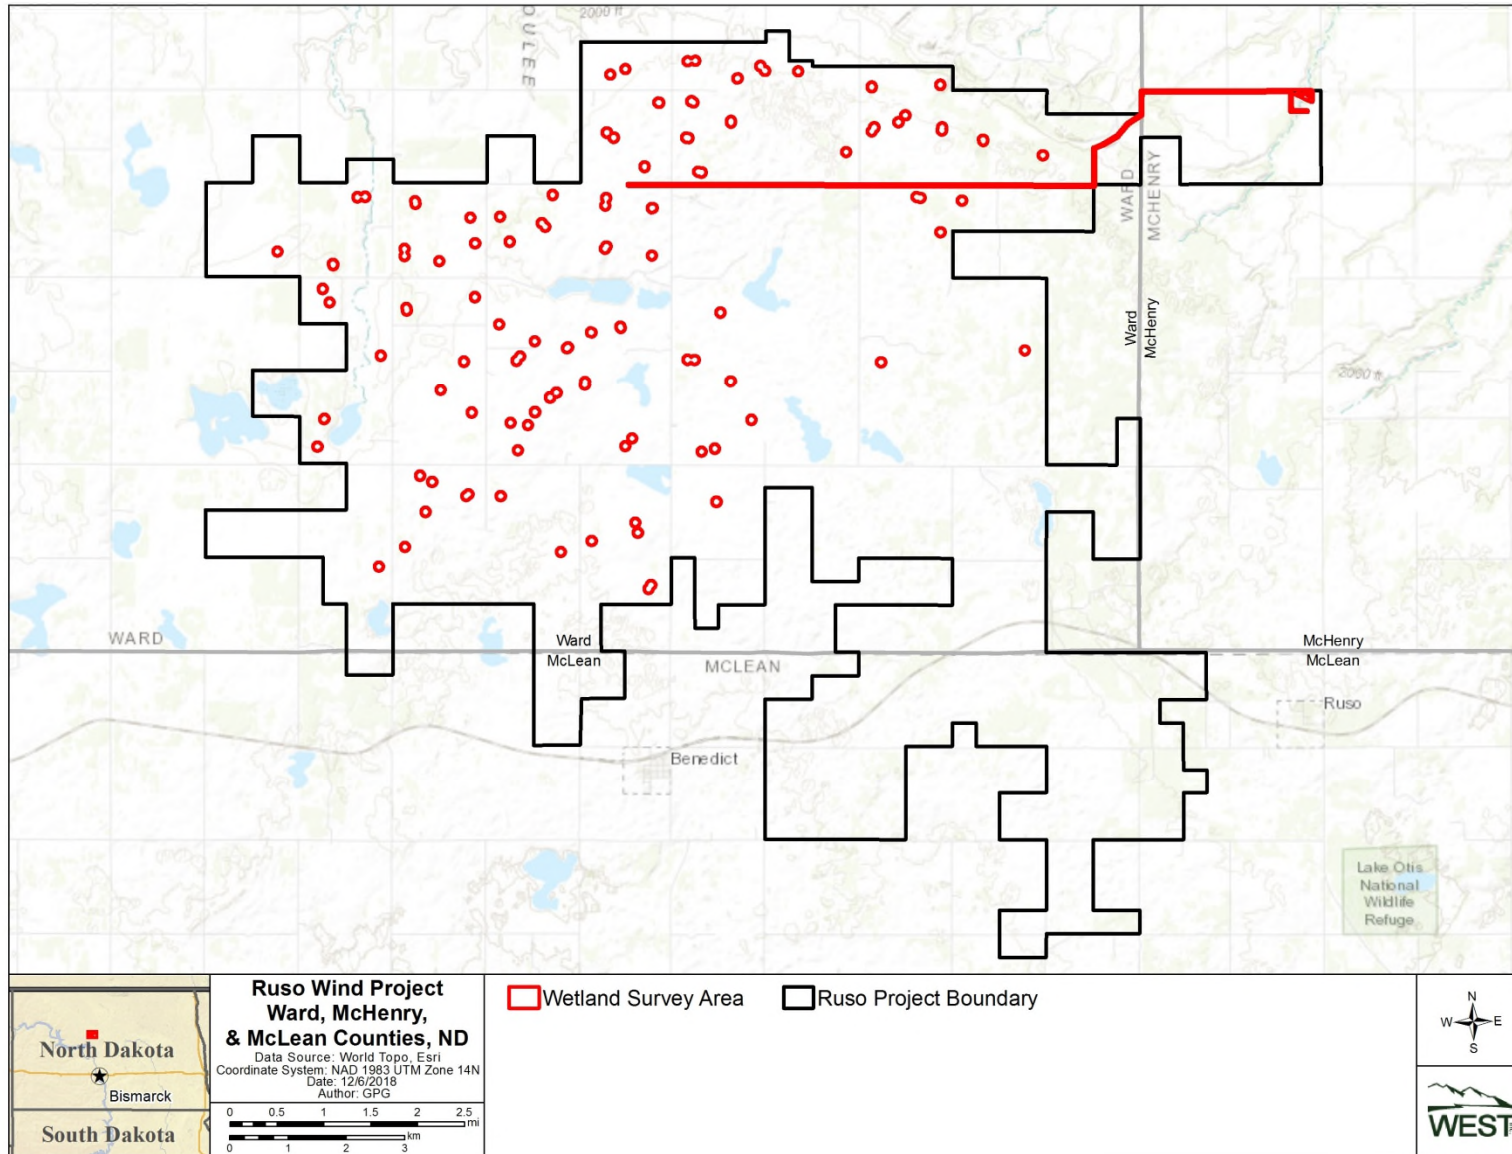 2000 ft
OULEE
WARD
MCHENRY
Ward
McHenry
2000 ft
WARD
Ward
McLean
MCLEAN
McHenry
McLean
Ruso
Benedict
Lake Otis
National
Wildlife
Refuge
North Dakota
Bismarck
South Dakota
Ruso Wind Project
Ward, McHenry,
& McLean Counties, ND
Data Source: World Topo, Esri
Coordinate System: NAD 1983 UTM Zone 14N
Date: 12/6/2018
Author: GPG
0 0.5 1 1.5 2 2.5
mi
km
0 1 2 3
Wetland Survey Area
Ruso Project Boundary
N
W E
S
WEST